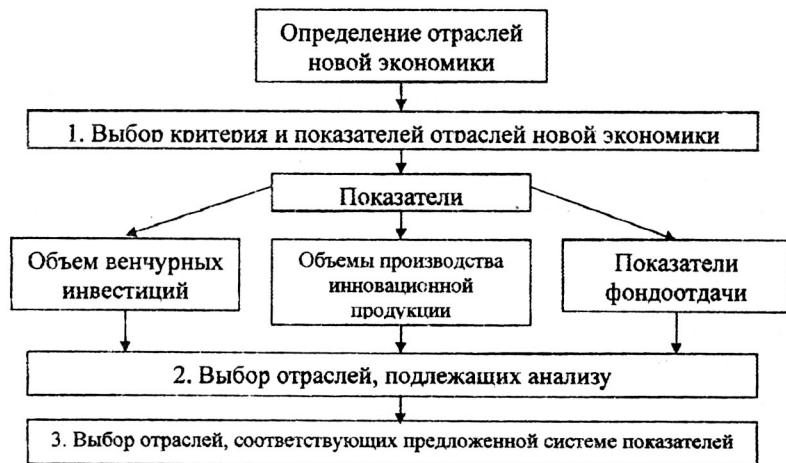 Определение отраслей
новой экономики
1. Выбор критерия и показателей отраслей новой экономики
Показатели
Объем венчурных
инвестиций
Объемы производства
инновационной
продукции
Показатели
фондоотдачи
2. Выбор отраслей, подлежащих анализу
3. Выбор отраслей, соответствующих предложенной системе показателей